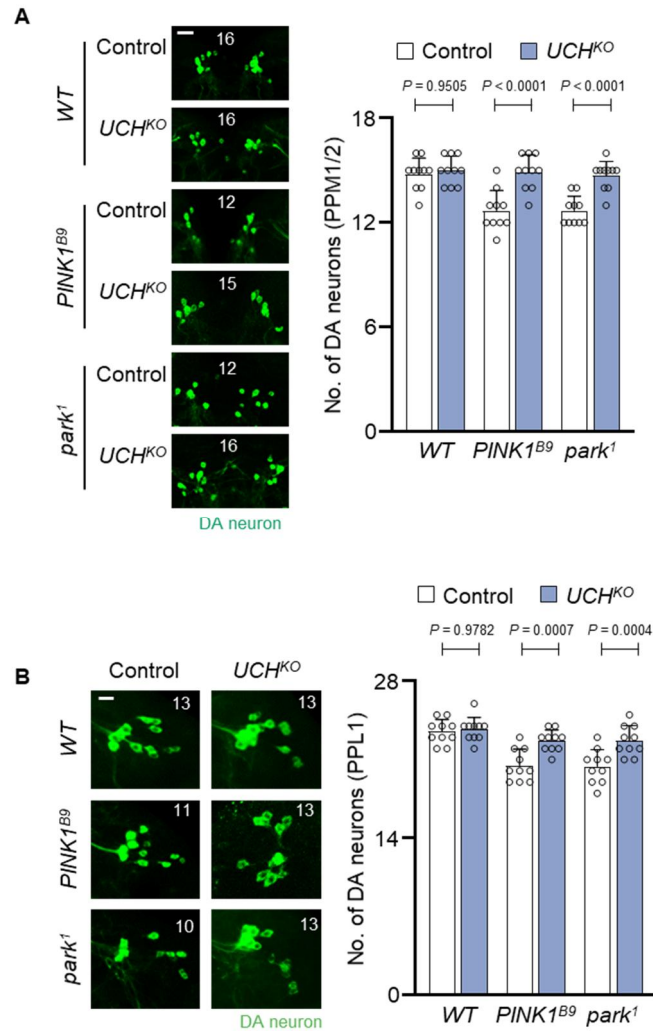 A
WT
Control
16
UCH^KO
16
PINK1^B9
Control
12
UCH^KO
15
park^1
Control
12
UCH^KO
16
DA neuron
Control
UCH^KO
P = 0.9505
P < 0.0001
P < 0.0001
No. of DA neurons (PPM1/2)
18
12
6
0
WT
PINK1^B9
park^1
B
Control
UCH^KO
WT
13
13
PINK1^B9
11
13
park^1
10
13
DA neuron
Control
UCH^KO
P = 0.9782
P = 0.0007
P = 0.0004
No. of DA neurons (PPL1)
28
14
0
WT
PINK1^B9
park^1